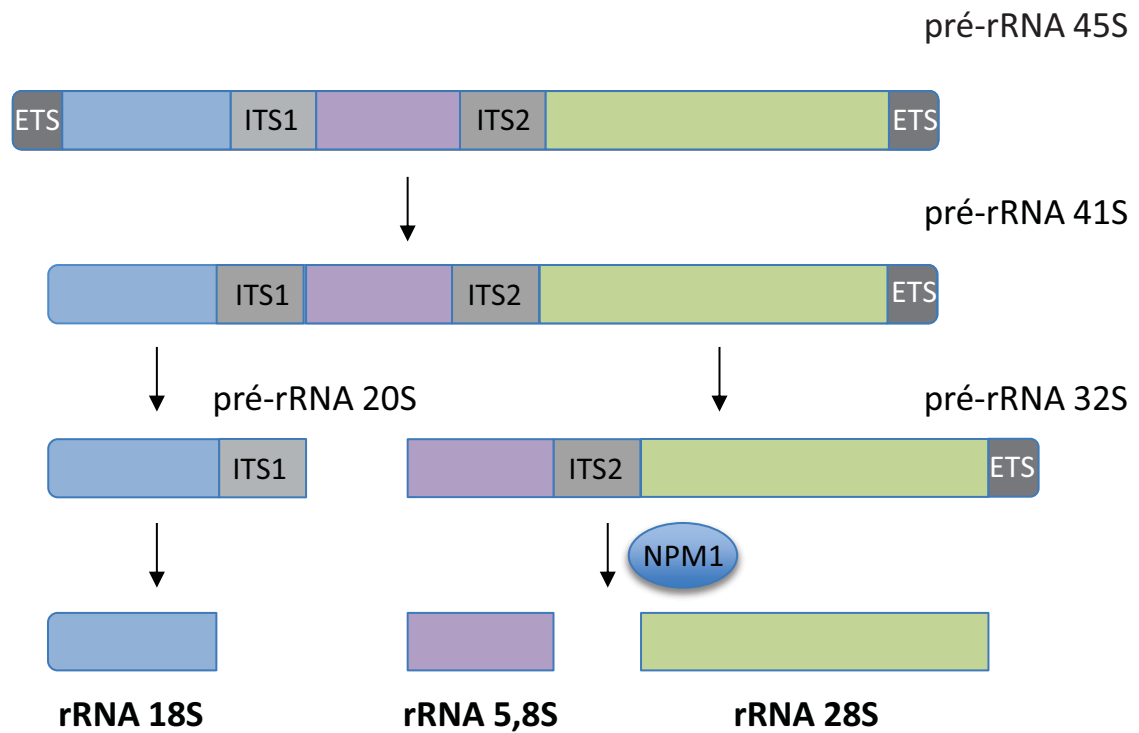 pré-rRNA 45S
ETS ITS1 ITS2 ETS
pré-rRNA 41S
ITS1 ITS2 ETS
pré-rRNA 20S pré-rRNA 32S
ITS1 ITS2 ETS
NPM1
rRNA 18S rRNA 5,8S rRNA 28S